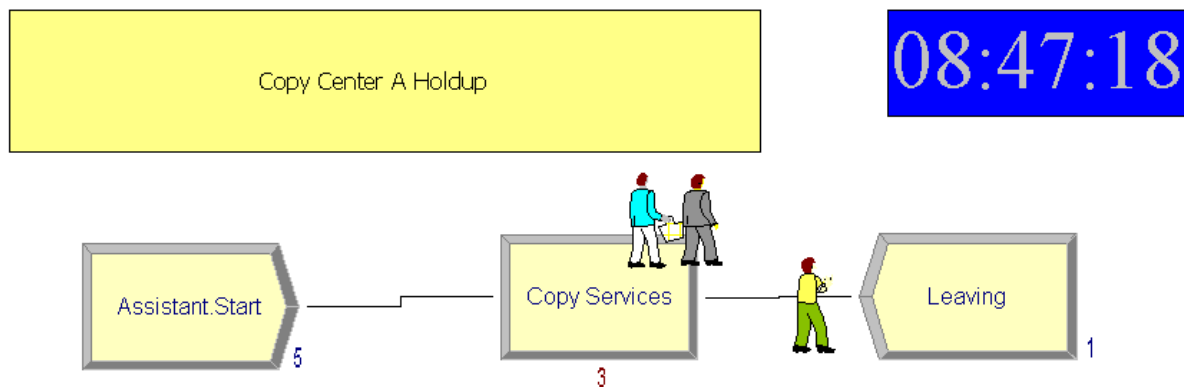 Copy Center A Holdup
08:47:18
Assistant.Start
5
Copy Services
3
Leaving
1